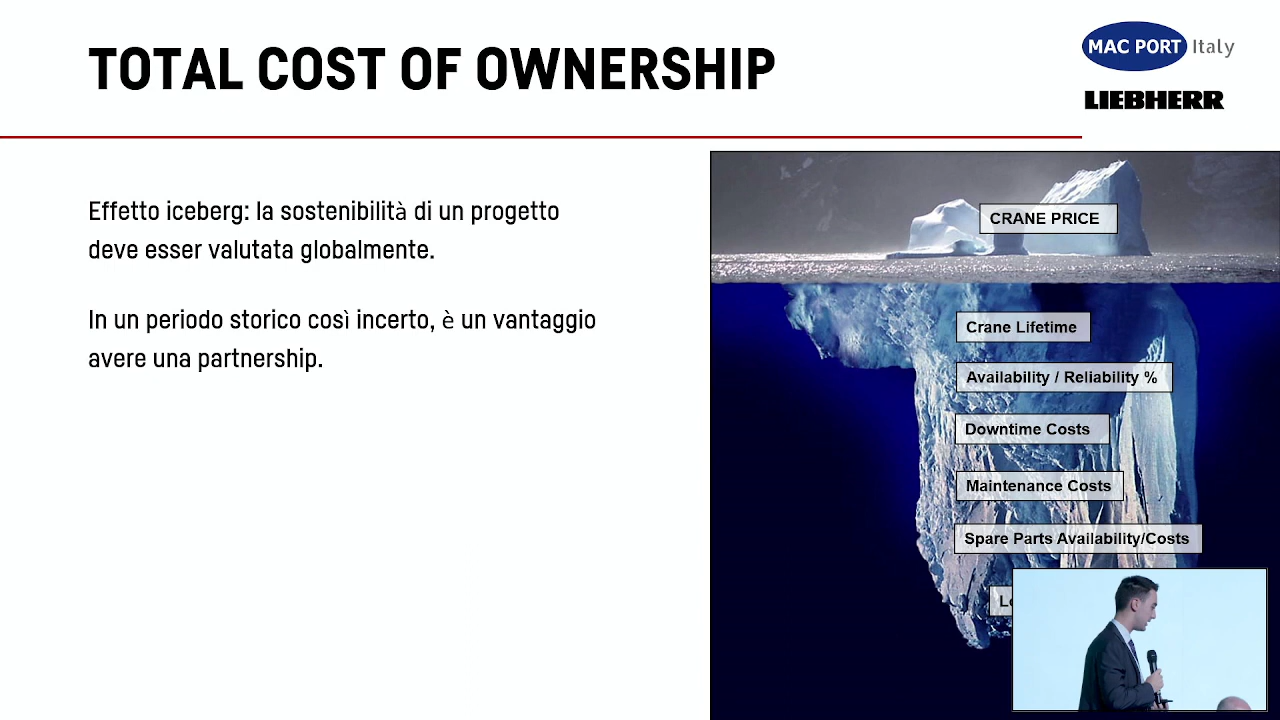 TOTAL COST OF OWNERSHIP
MAC PORT Italy
LIEBHERR
Effetto iceberg: la sostenibilità di un progetto
deve esser valutata globalmente.
In un periodo storico così incerto, è un vantaggio
avere una partnership.
CRANE PRICE
Crane Lifetime
Availability / Reliability %
Downtime Costs
Maintenance Costs
Spare Parts Availability/Costs